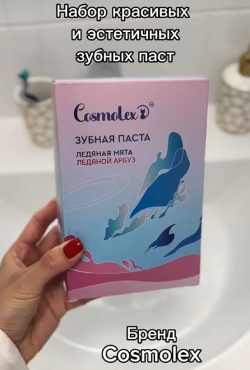 Набор красивых
и эстетичных
зубных паст
CosmoLex
ЗУБНАЯ ПАСТА
ЛЕДЯНАЯ МЯТА
ЛЕДЯНОЙ АРБУЗ
Бренд
Cosmolex